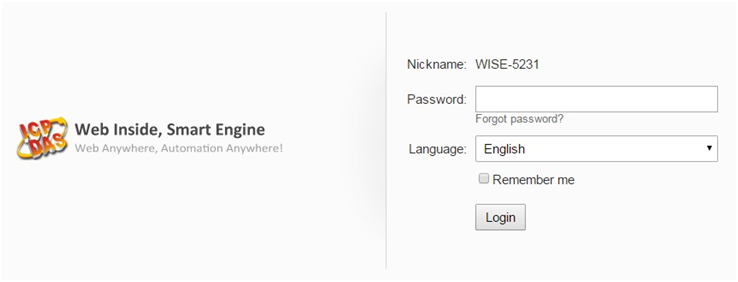 ICP
DAS
Web Inside, Smart Engine
Web Anywhere, Automation Anywhere!
Nickname: WISE-5231
Password:
Forgot password?
Language: English
Remember me
Login